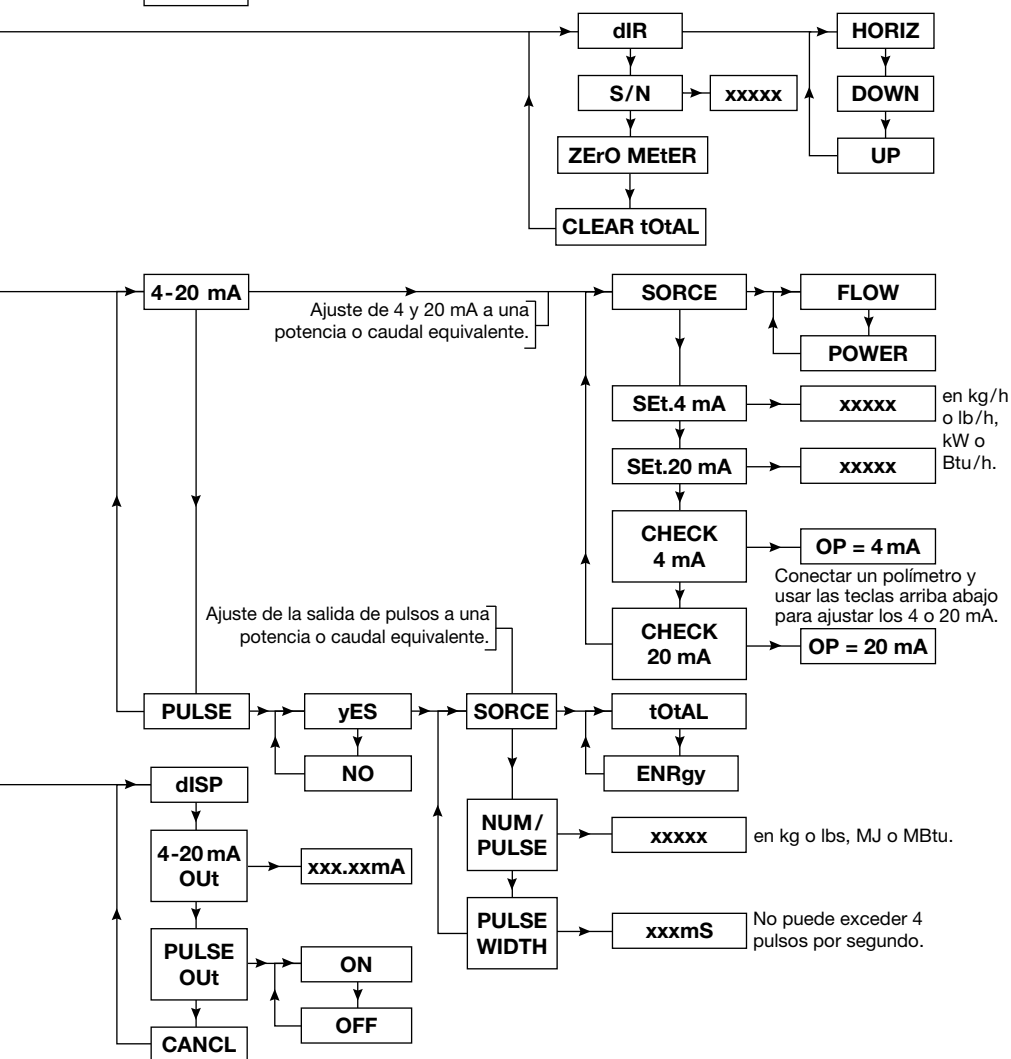 dIR
HORIZ
S/N
xxxxx
DOWN
ZErO MEtER
UP
CLEAR tOtAL
4-20 mA
Ajuste de 4 y 20 mA a una
potencia o caudal equivalente.
SORCE
FLOW
POWER
SEt.4 mA
xxxxx
en kg/h
o lb/h,
kW o
Btu/h.
SEt.20 mA
xxxxx
CHECK
4 mA
OP = 4 mA
Conectar un polímetro y
usar las teclas arriba abajo
para ajustar los 4 o 20 mA.
CHECK
20 mA
OP = 20 mA
Ajuste de la salida de pulsos a una
potencia o caudal equivalente.
PULSE
yES
SORCE
tOtAL
NO
ENRgy
NUM/
PULSE
xxxxx
en kg o lbs, MJ o MBtu.
PULSE
WIDTH
xxxmS
No puede exceder 4
pulsos por segundo.
dISP
4-20 mA
OUt
xxx.xxmA
PULSE
OUt
ON
OFF
CANCL